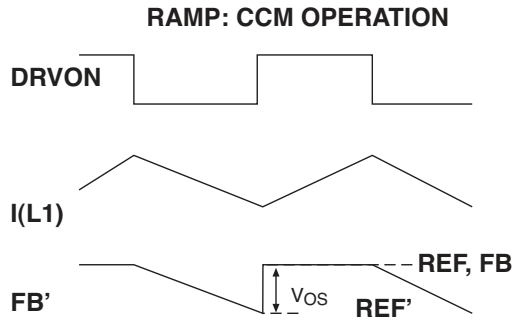 RAMP: CCM OPERATION
DRVON
I(L1)
REF, FB
VOS
FB'
REF'